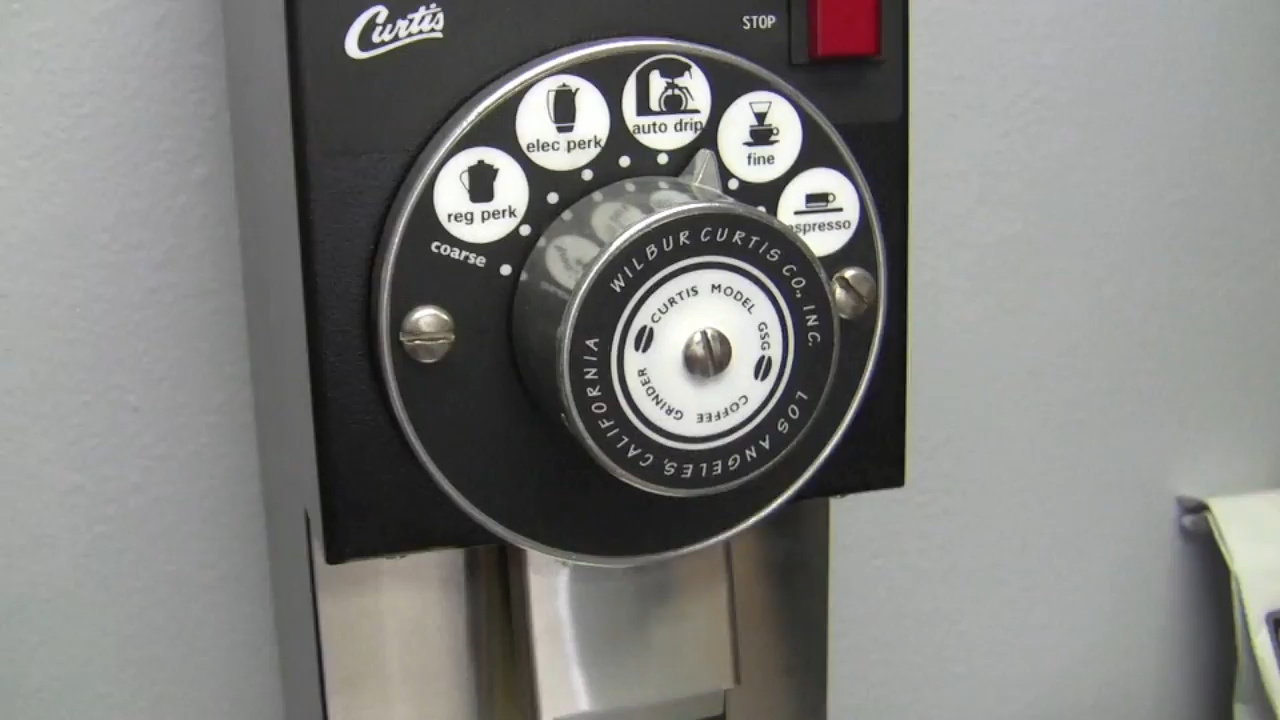 Curtis
STOP
auto drip
elec perk
fine
reg perk
espresso
coarse
WILBUR CURTIS CO., INC.
LOS ANGELES, CALIFORNIA
CURTIS MODEL GSG
COFFEE GRINDER